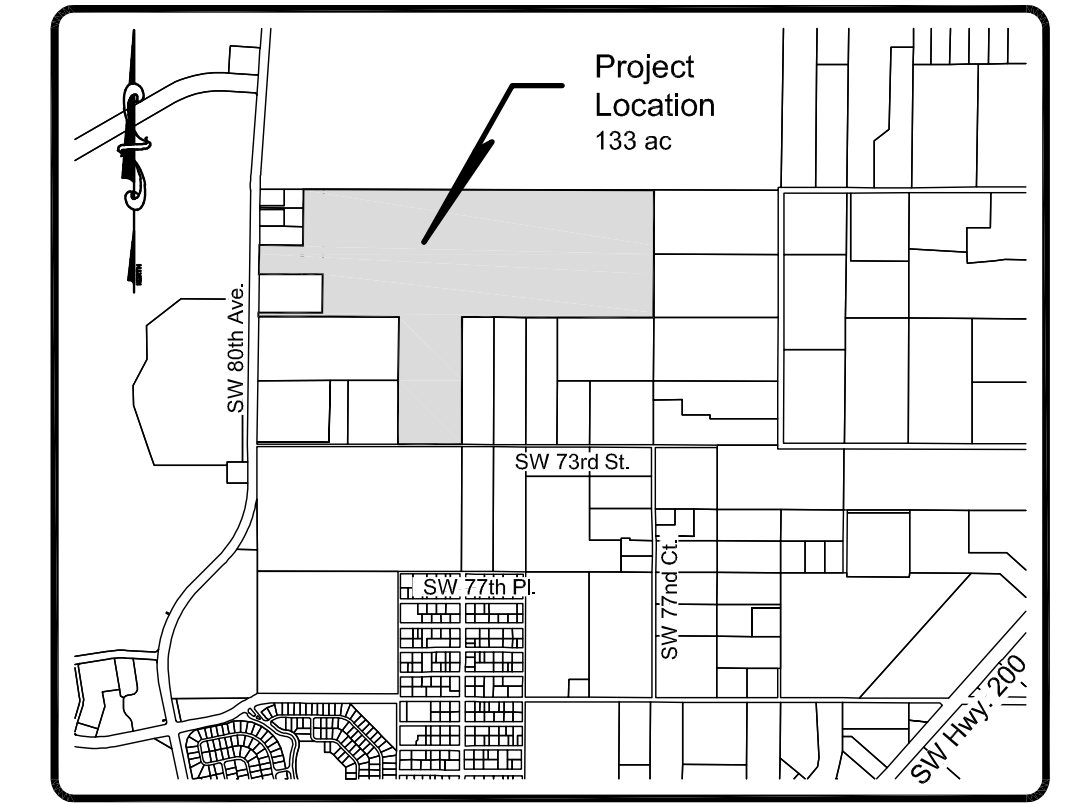 Project
Location
133 ac
SW 80th Ave.
SW 73rd St.
SW 77th Pl.
SW 77nd Ct.
SW Hwy. 200